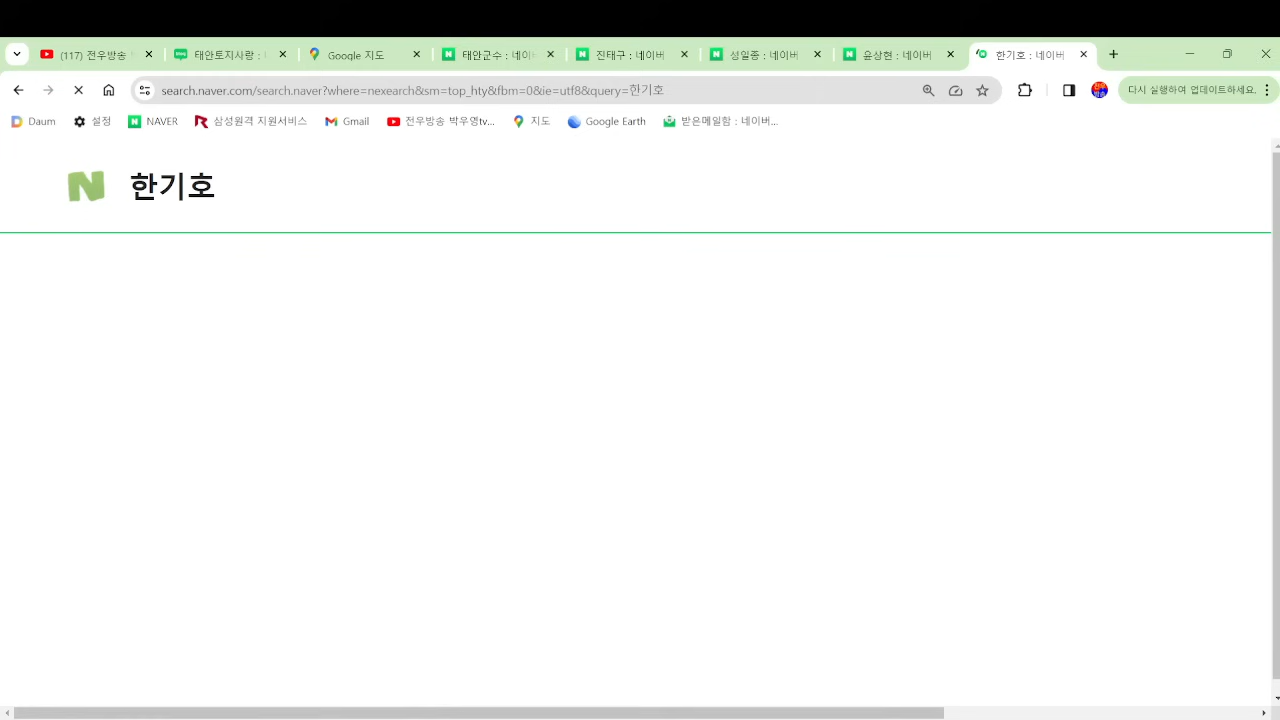 (117) 전우방송
태안토지사랑 :
Google 지도
태안군수 : 네이버
진태구 : 네이버
성일종 : 네이버
윤상현 : 네이버
한기호 : 네이버
search.naver.com/search.naver?where=nexearch&sm=top_hty&fbm=0&ie=utf8&query=한기호
다시 실행하여 업데이트하세요.
Daum 설정 NAVER 삼성원격 지원서비스 Gmail 전우방송 박우영tv... 지도 Google Earth 받은메일함 : 네이버...
N 한기호